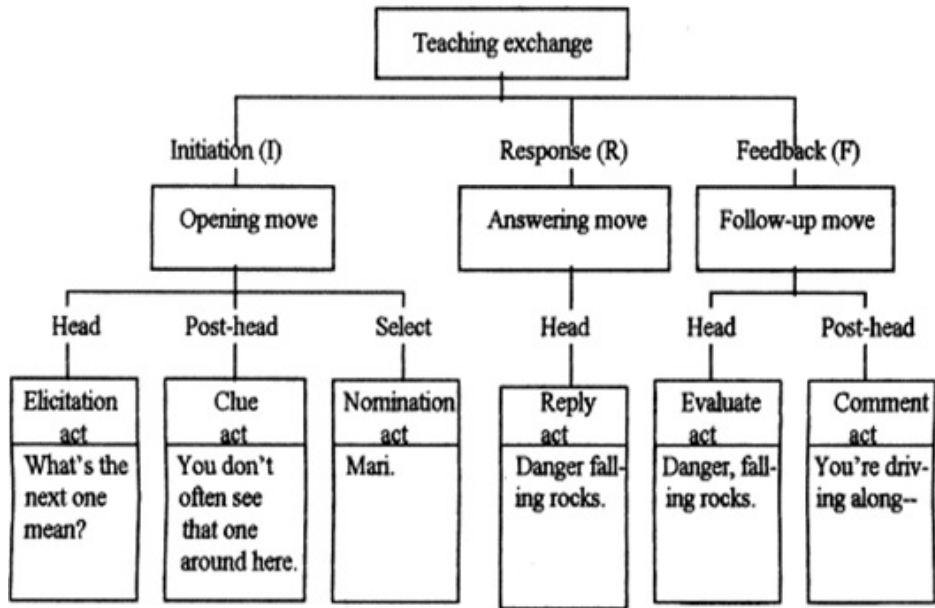 Teaching exchange
Initiation (I)
Response (R)
Feedback (F)
Opening move
Answering move
Follow-up move
Head
Post-head
Select
Head
Head
Post-head
Elicitation
act
Clue
act
Nomination
act
Reply
act
Evaluate
act
Comment
act
What's the
next one
mean?
You don't
often see
that one
around here.
Mari.
Danger fall-
ing rocks.
Danger, fall-
ing rocks.
You're driv-
ing along--